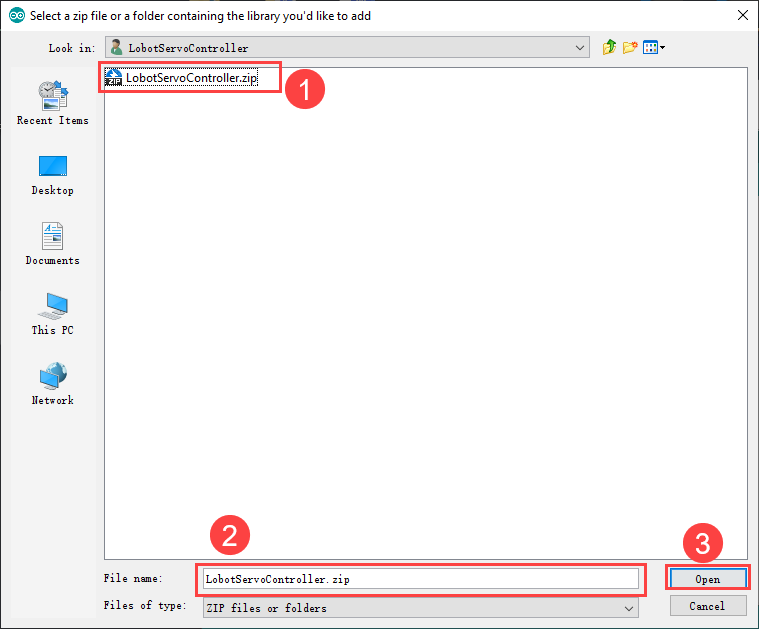 Select a zip file or a folder containing the library you'd like to add
Look in: LobotServoController
ZIP LobotServoController.zip
1
Recent Items
Desktop
Documents
This PC
Network
2
3
File name: LobotServoController.zip Open
Files of type: ZIP files or folders Cancel